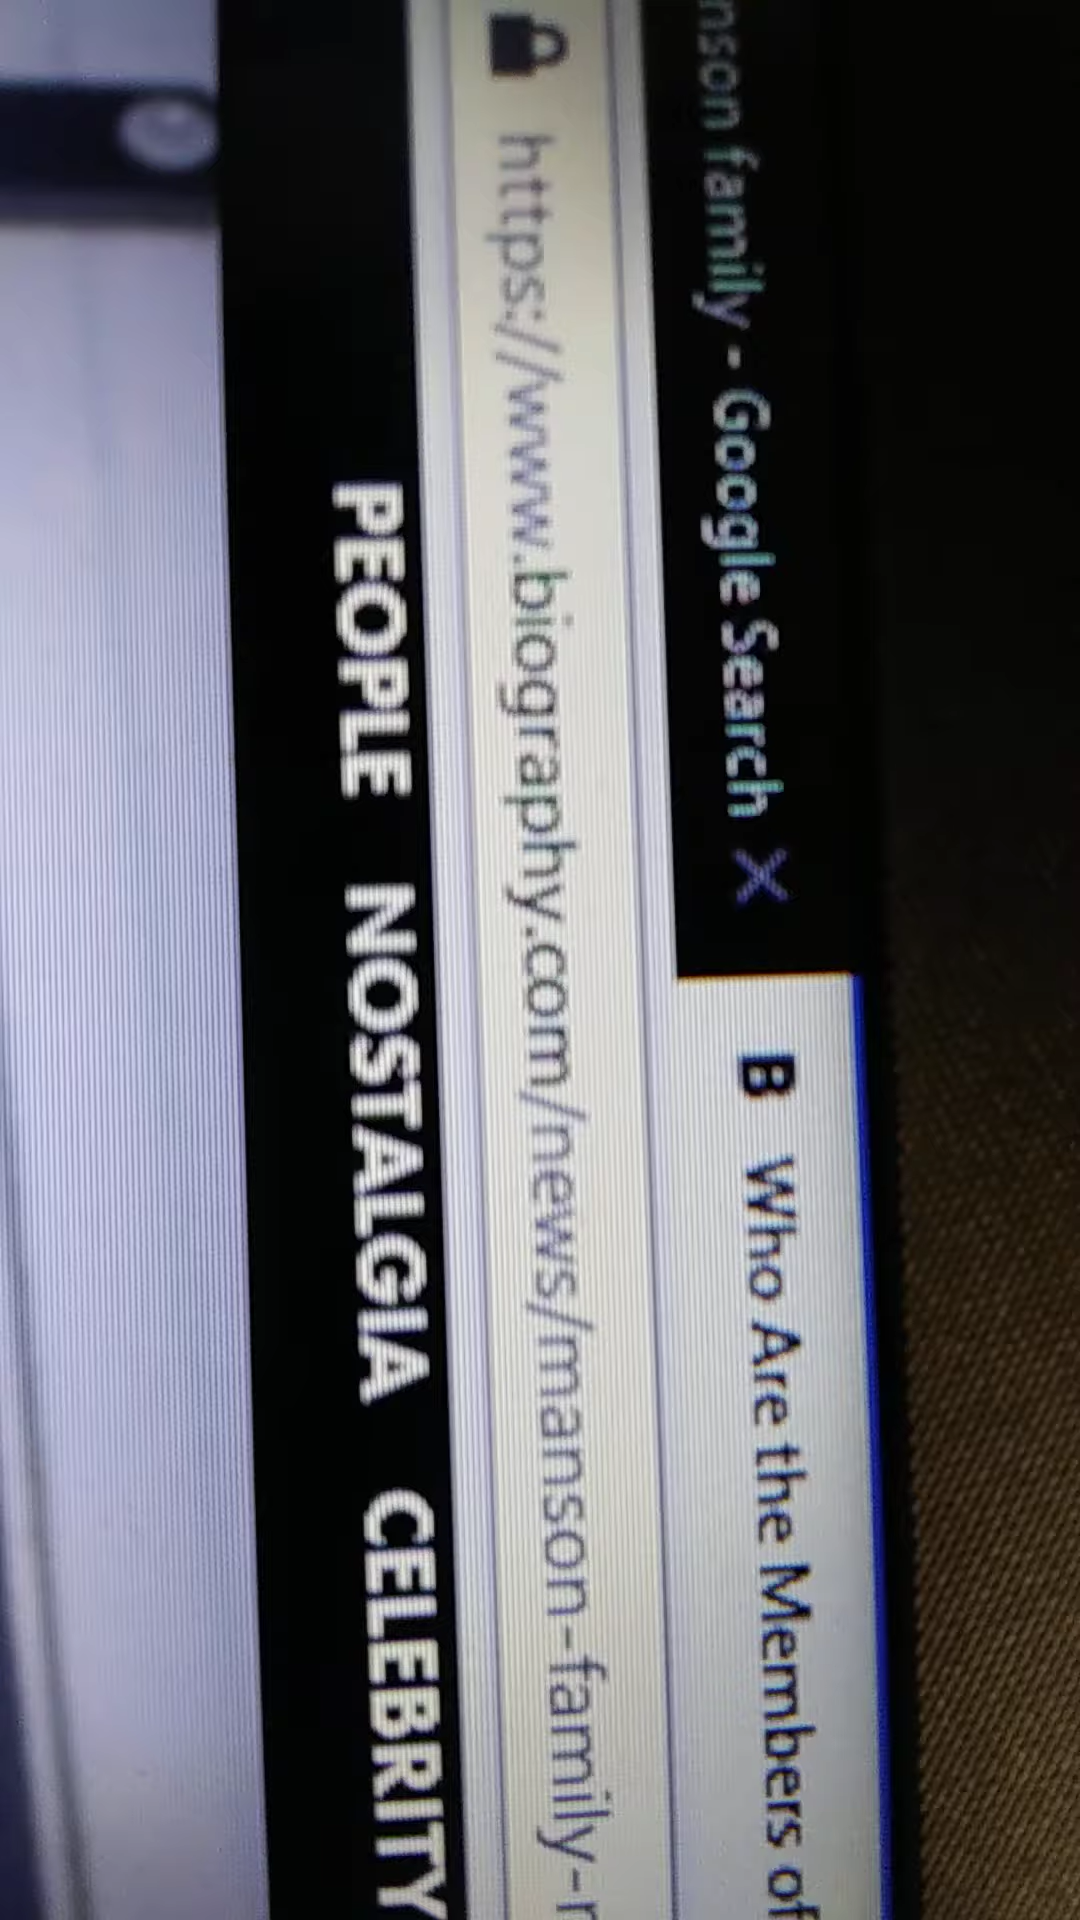 nson family - Google Search X
B Who Are the Members of
https://www.biography.com/news/manson-family-
PEOPLE NOSTALGIA CELEBRITY